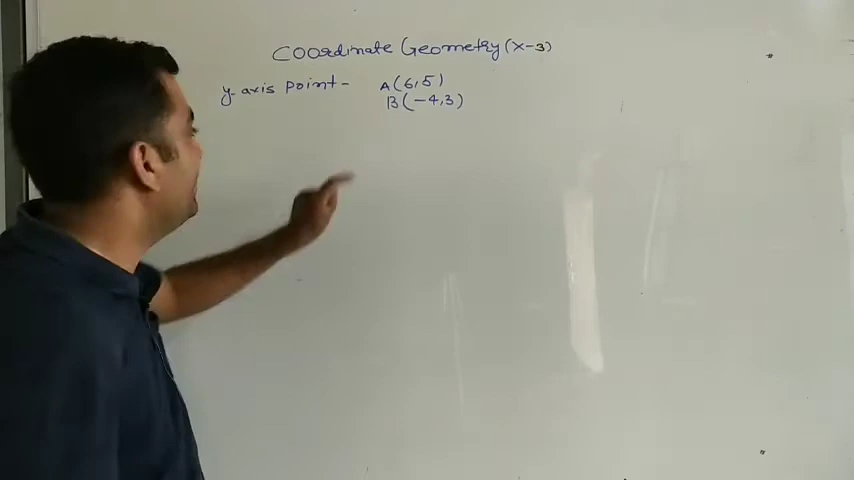 Coordinate Geometry (X-3)
y-axis point - A(6,5)
B(-4,3)